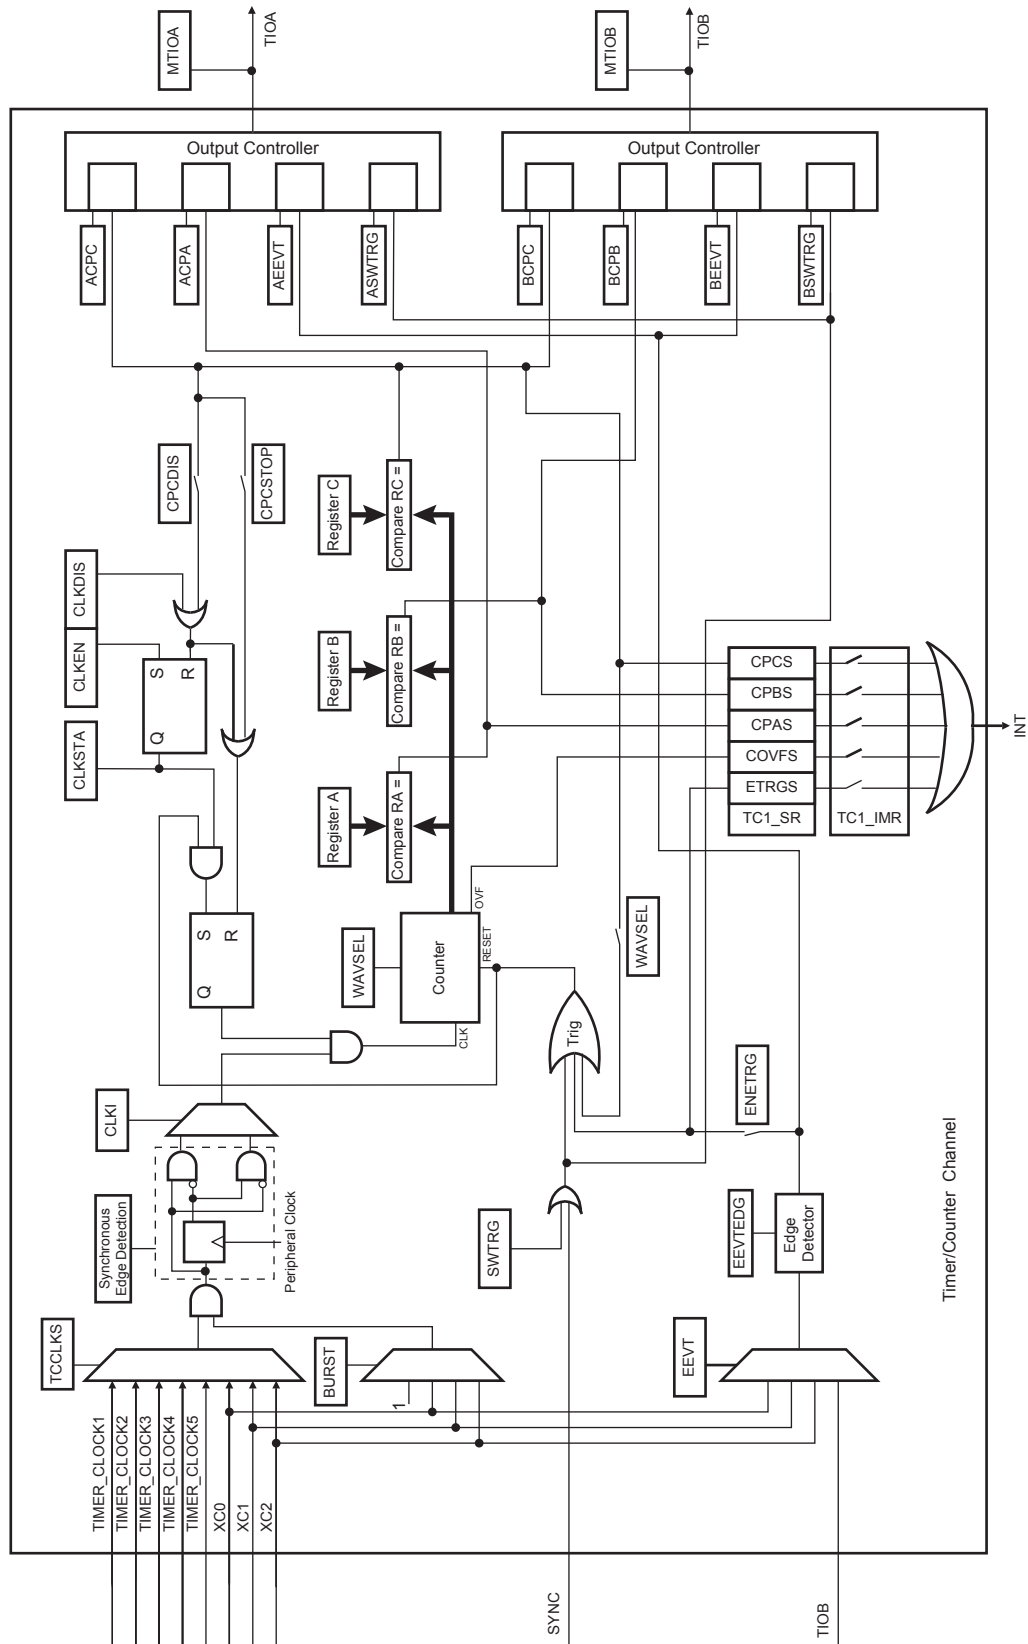 MTIOA
TIOA
MTIOB
TIOB
Output Controller
Output Controller
ACPC
ACPA
AEEVT
ASWTRG
BCPC
BCPB
BEEVT
BSWTRG
CPCDIS
CPCSTOP
Register C
Compare RC =
CLKDIS
CLKEN
CLKSTA
S
R
Q
Register B
Compare RB =
Register A
Compare RA =
CPCS
CPBS
CPAS
COVFS
ETRGS
TC1_SR
TC1_IMR
INT
S
R
Q
WAVSEL
Counter
OVF
RESET
CLK
WAVSEL
Trig
ENETRG
CLKI
Synchronous
Edge Detection
Peripheral Clock
SWTRG
EEVTEDG
Edge
Detector
Timer/Counter Channel
TCCLKS
BURST
1
EEVT
TIMER_CLOCK1
TIMER_CLOCK2
TIMER_CLOCK3
TIMER_CLOCK4
TIMER_CLOCK5
XC0
XC1
XC2
SYNC
TIOB